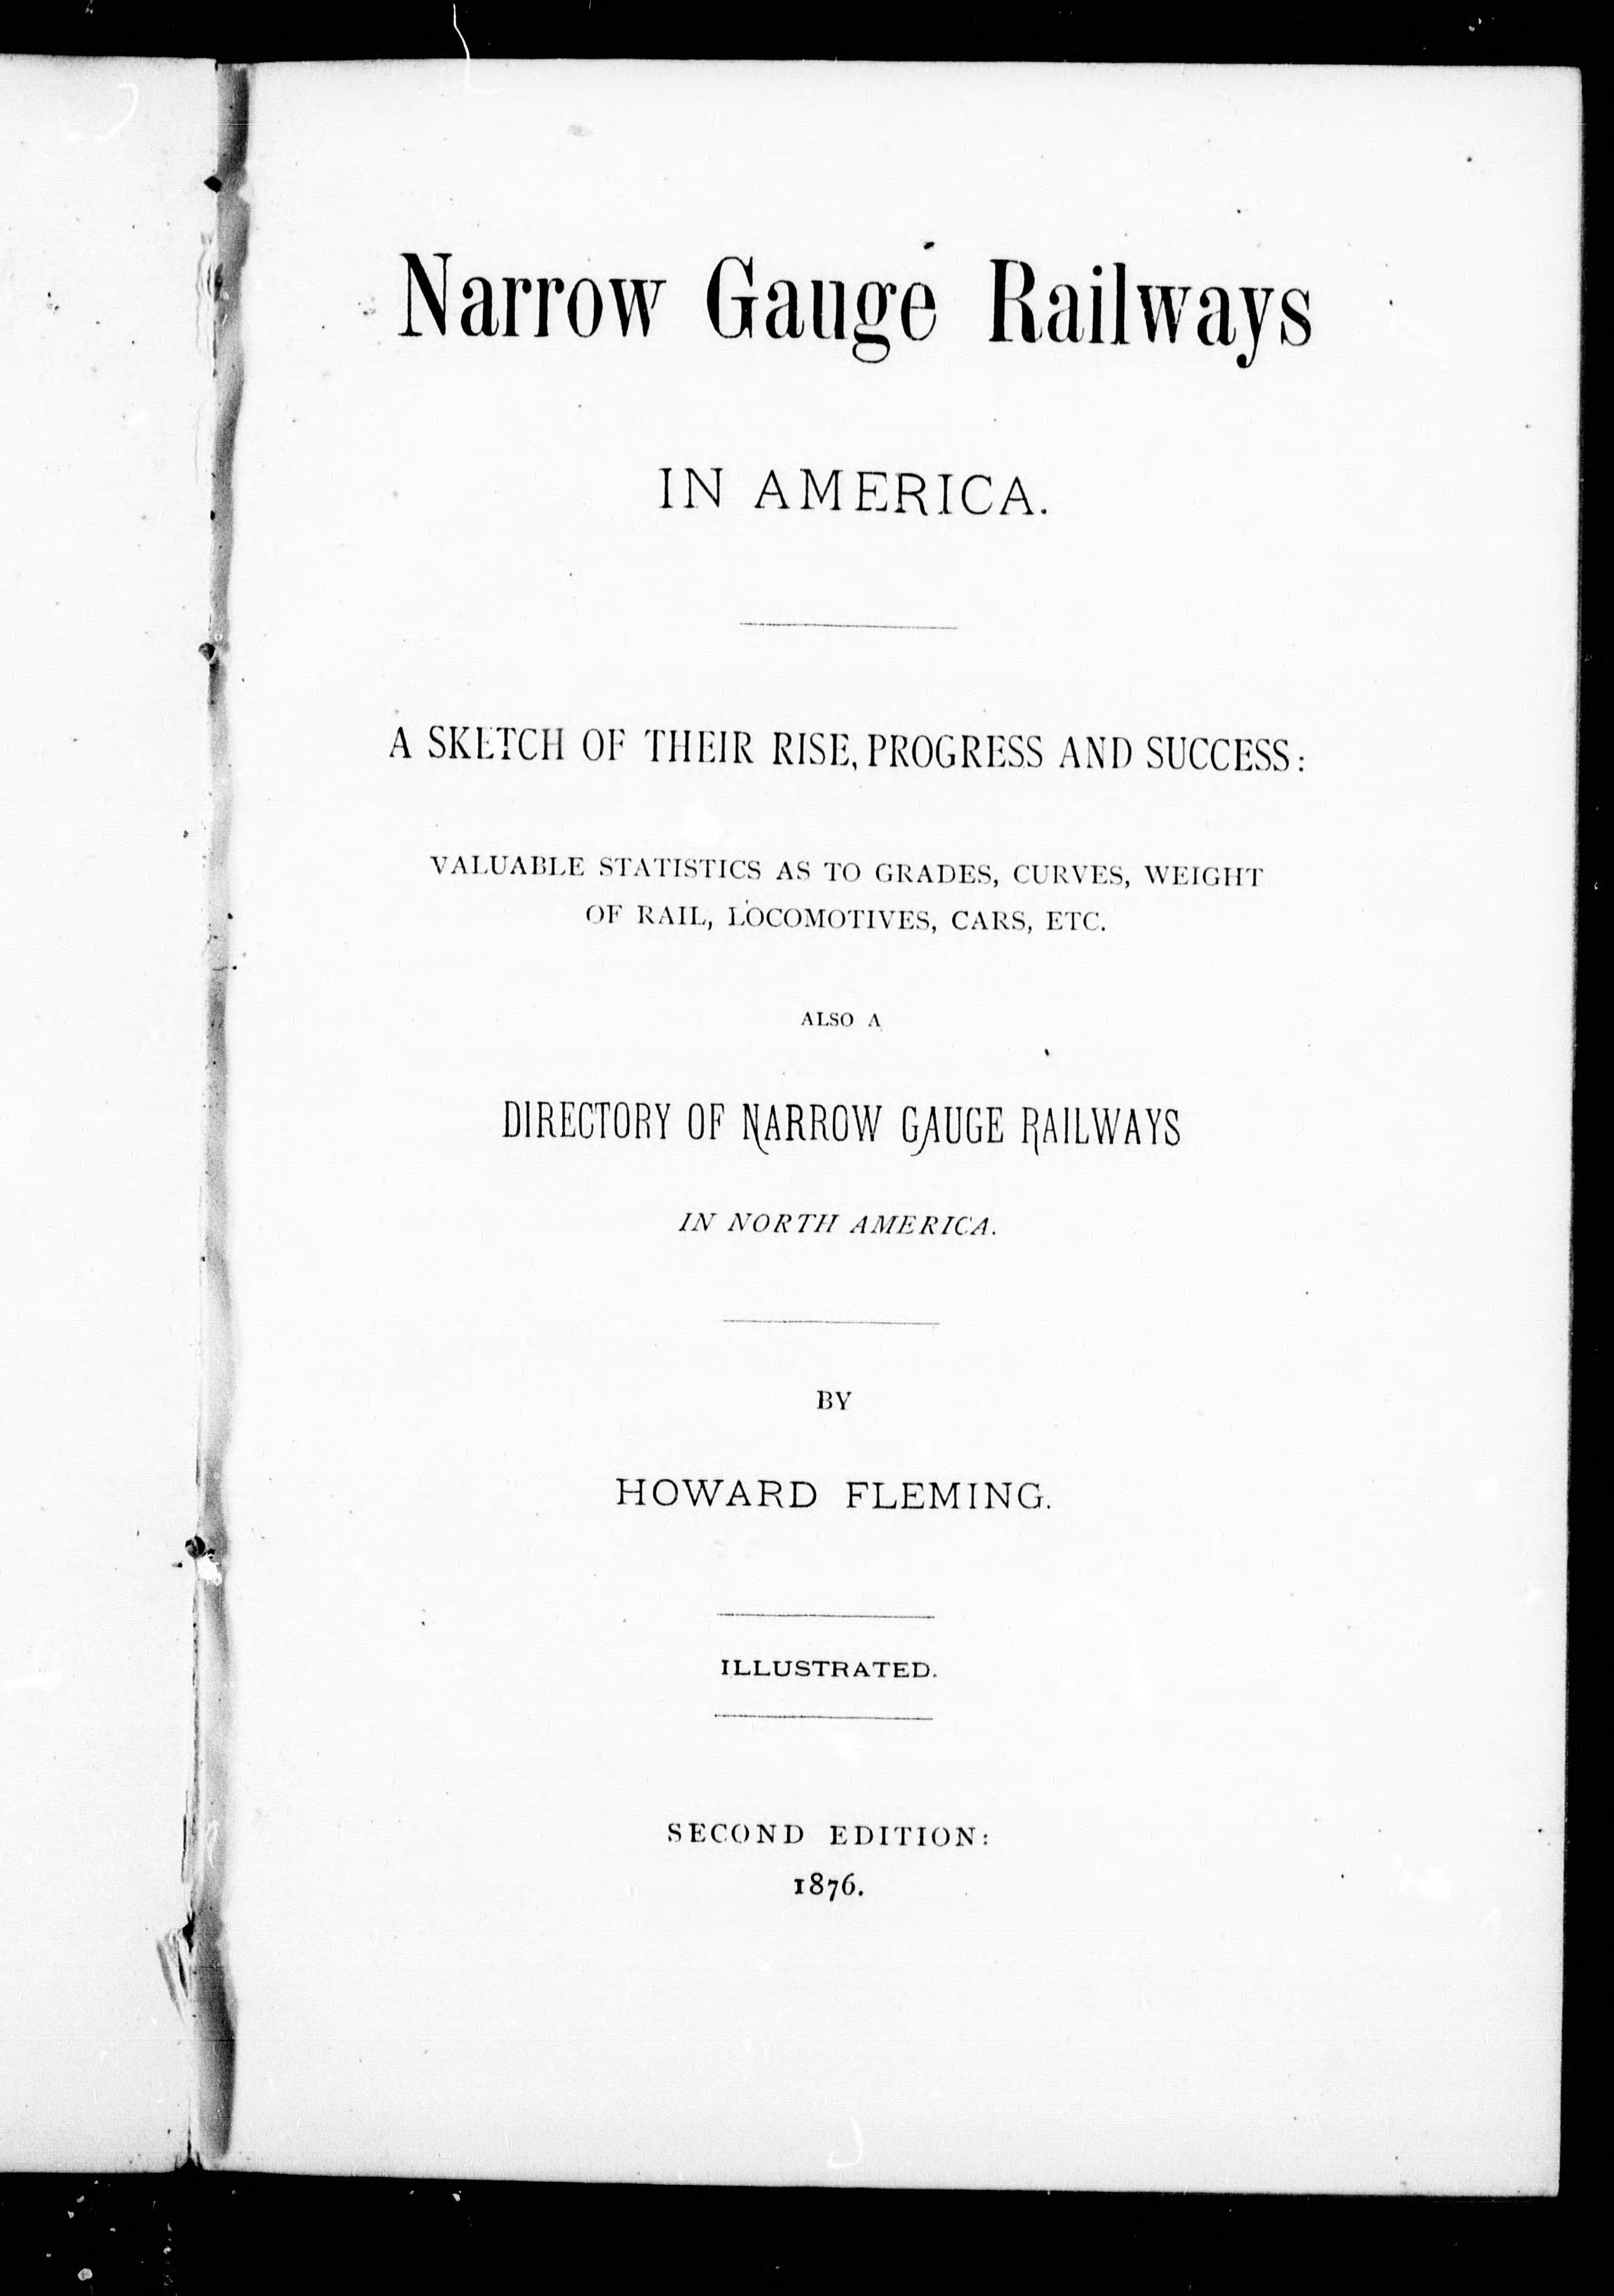 Narrow Gauge Railways
IN AMERICA.
A SKETCH OF THEIR RISE, PROGRESS AND SUCCESS:
VALUABLE STATISTICS AS TO GRADES, CURVES, WEIGHT
OF RAIL, LOCOMOTIVES, CARS, ETC.
ALSO A
DIRECTORY OF NARROW GAUGE RAILWAYS
IN NORTH AMERICA.
BY
HOWARD FLEMING.
ILLUSTRATED.
SECOND EDITION:
1876.